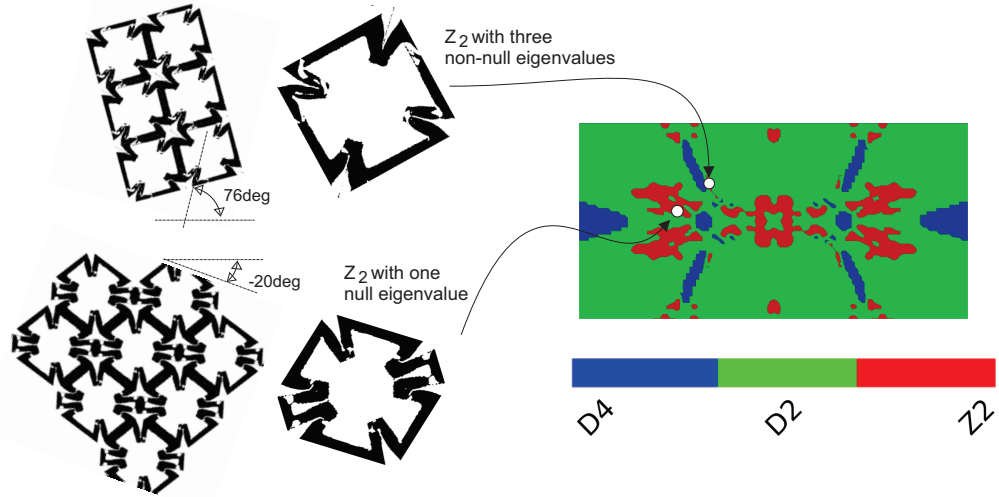 Z2 with three
non-null eigenvalues
76deg
-20deg
Z2 with one
null eigenvalue
D4
D2
Z2